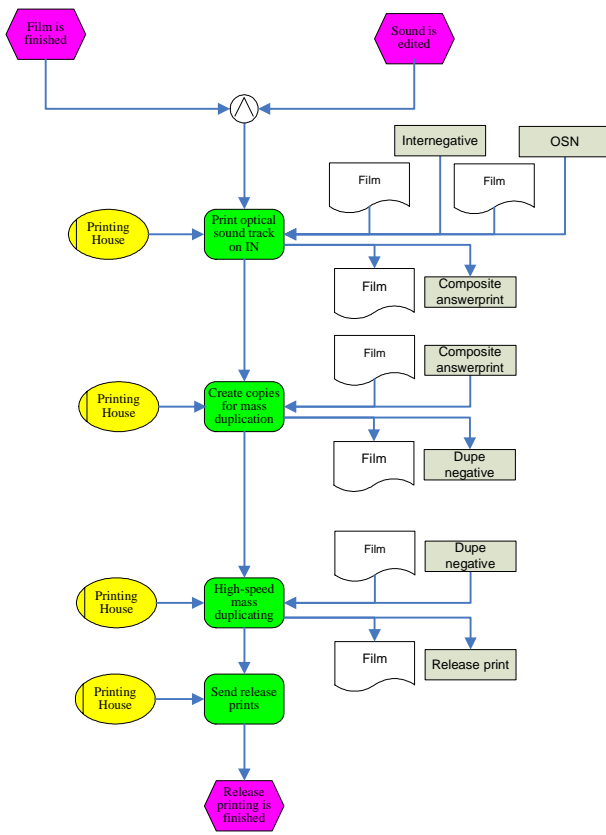 Film is
finished
Sound is
edited
Internegative
OSN
Film
Film
Printing
House
Print optical
sound track
on IN
Film
Composite
answerprint
Film
Composite
answerprint
Printing
House
Create copies
for mass
duplication
Film
Dupe
negative
Film
Dupe
negative
Printing
House
High-speed
mass
duplicating
Film
Release print
Printing
House
Send release
prints
Release
printing is
finished